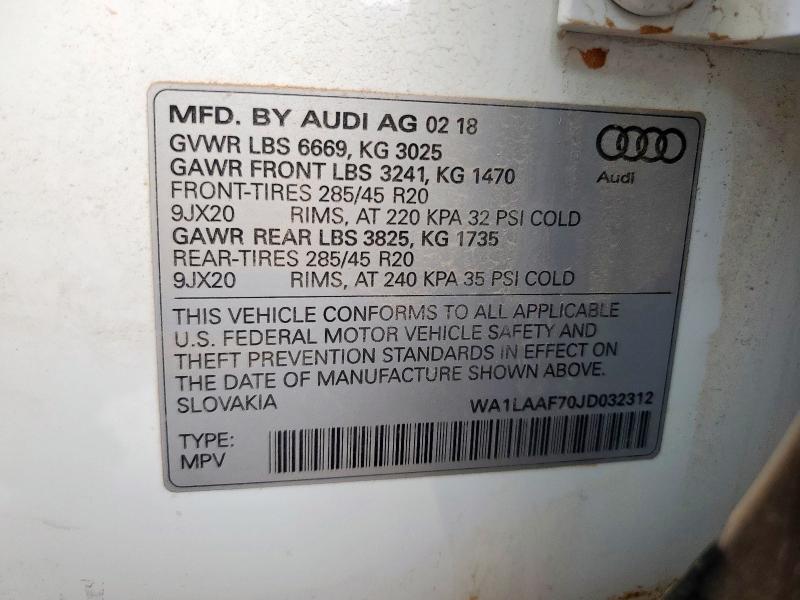 MFD. BY AUDI AG 02 18
GVWR LBS 6669, KG 3025
GAWR FRONT LBS 3241, KG 1470
FRONT-TIRES 285/45 R20
9JX20 RIMS, AT 220 KPA 32 PSI COLD
GAWR REAR LBS 3825, KG 1735
REAR-TIRES 285/45 R20
9JX20 RIMS, AT 240 KPA 35 PSI COLD
Audi
THIS VEHICLE CONFORMS TO ALL APPLICABLE
U.S. FEDERAL MOTOR VEHICLE SAFETY AND
THEFT PREVENTION STANDARDS IN EFFECT ON
THE DATE OF MANUFACTURE SHOWN ABOVE.
SLOVAKIA WA1LAAF70JD032312
TYPE:
MPV